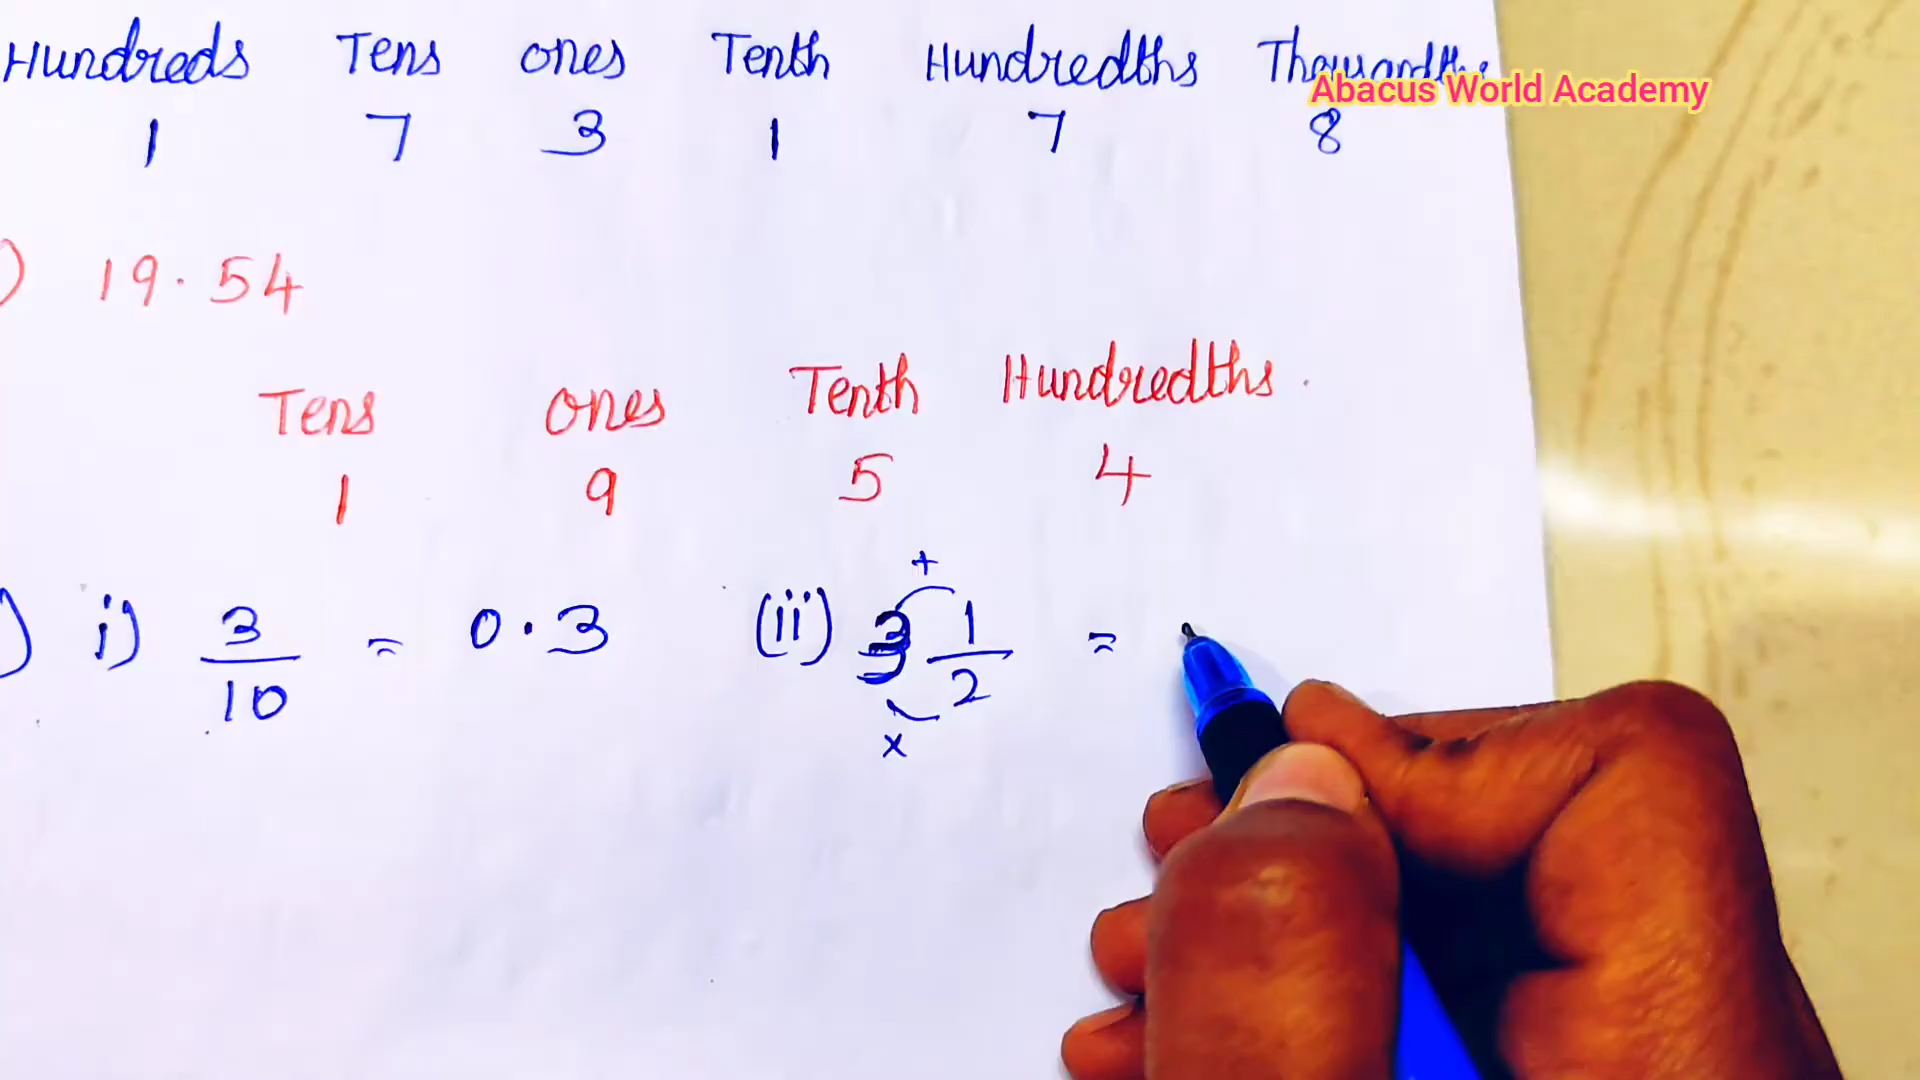 Hundreds Tens ones Tenth Hundredths Thousandths
Abacus World Academy
1 7 3 1 7 8
) 19.54
Tens ones Tenth Hundredths.
1 9 5 4
) i) 3/10 = 0.3 (ii) 3 1/2 =
+
x